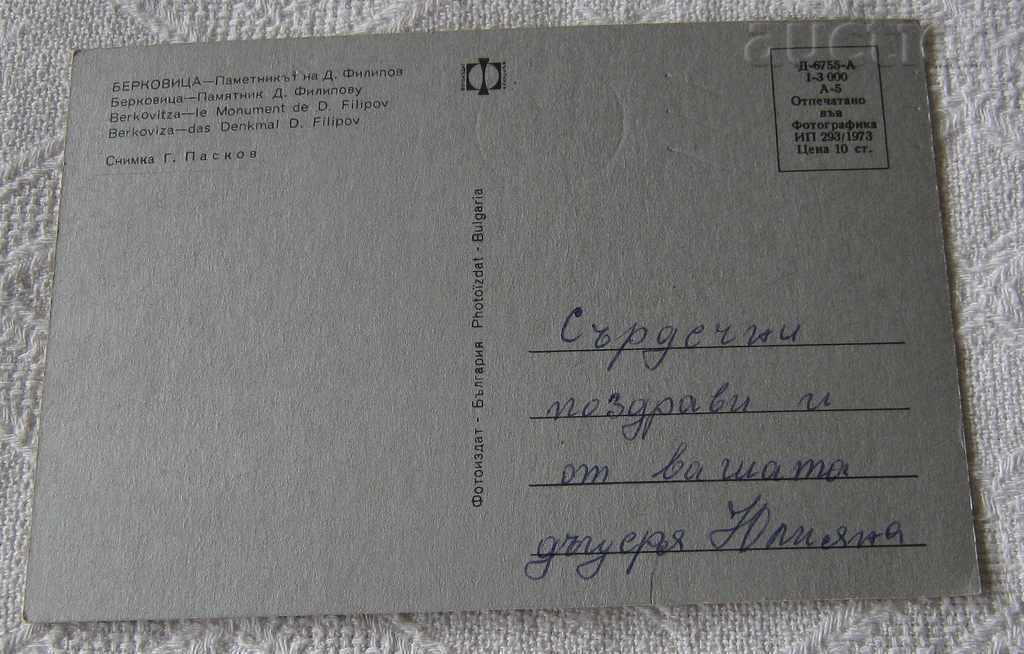 БЕРКОВИЦА—Паметникът на Д. Филипов
Берковица—Памятник Д. Филипову
Berkovitza—le Monument de D. Filipov
Berkoviza—das Denkmal D. Filipov
Снимка Г. Пасков
Фотоиздат - България Photoizdat - Bulgaria
Д-6755-А
1-3 000
А-5
Отпечатано
във
Фотографика
ИП 293/1973
Цена 10 ст.
Сърдечни
поздрави и
от вашата
дъщеря Юлияна